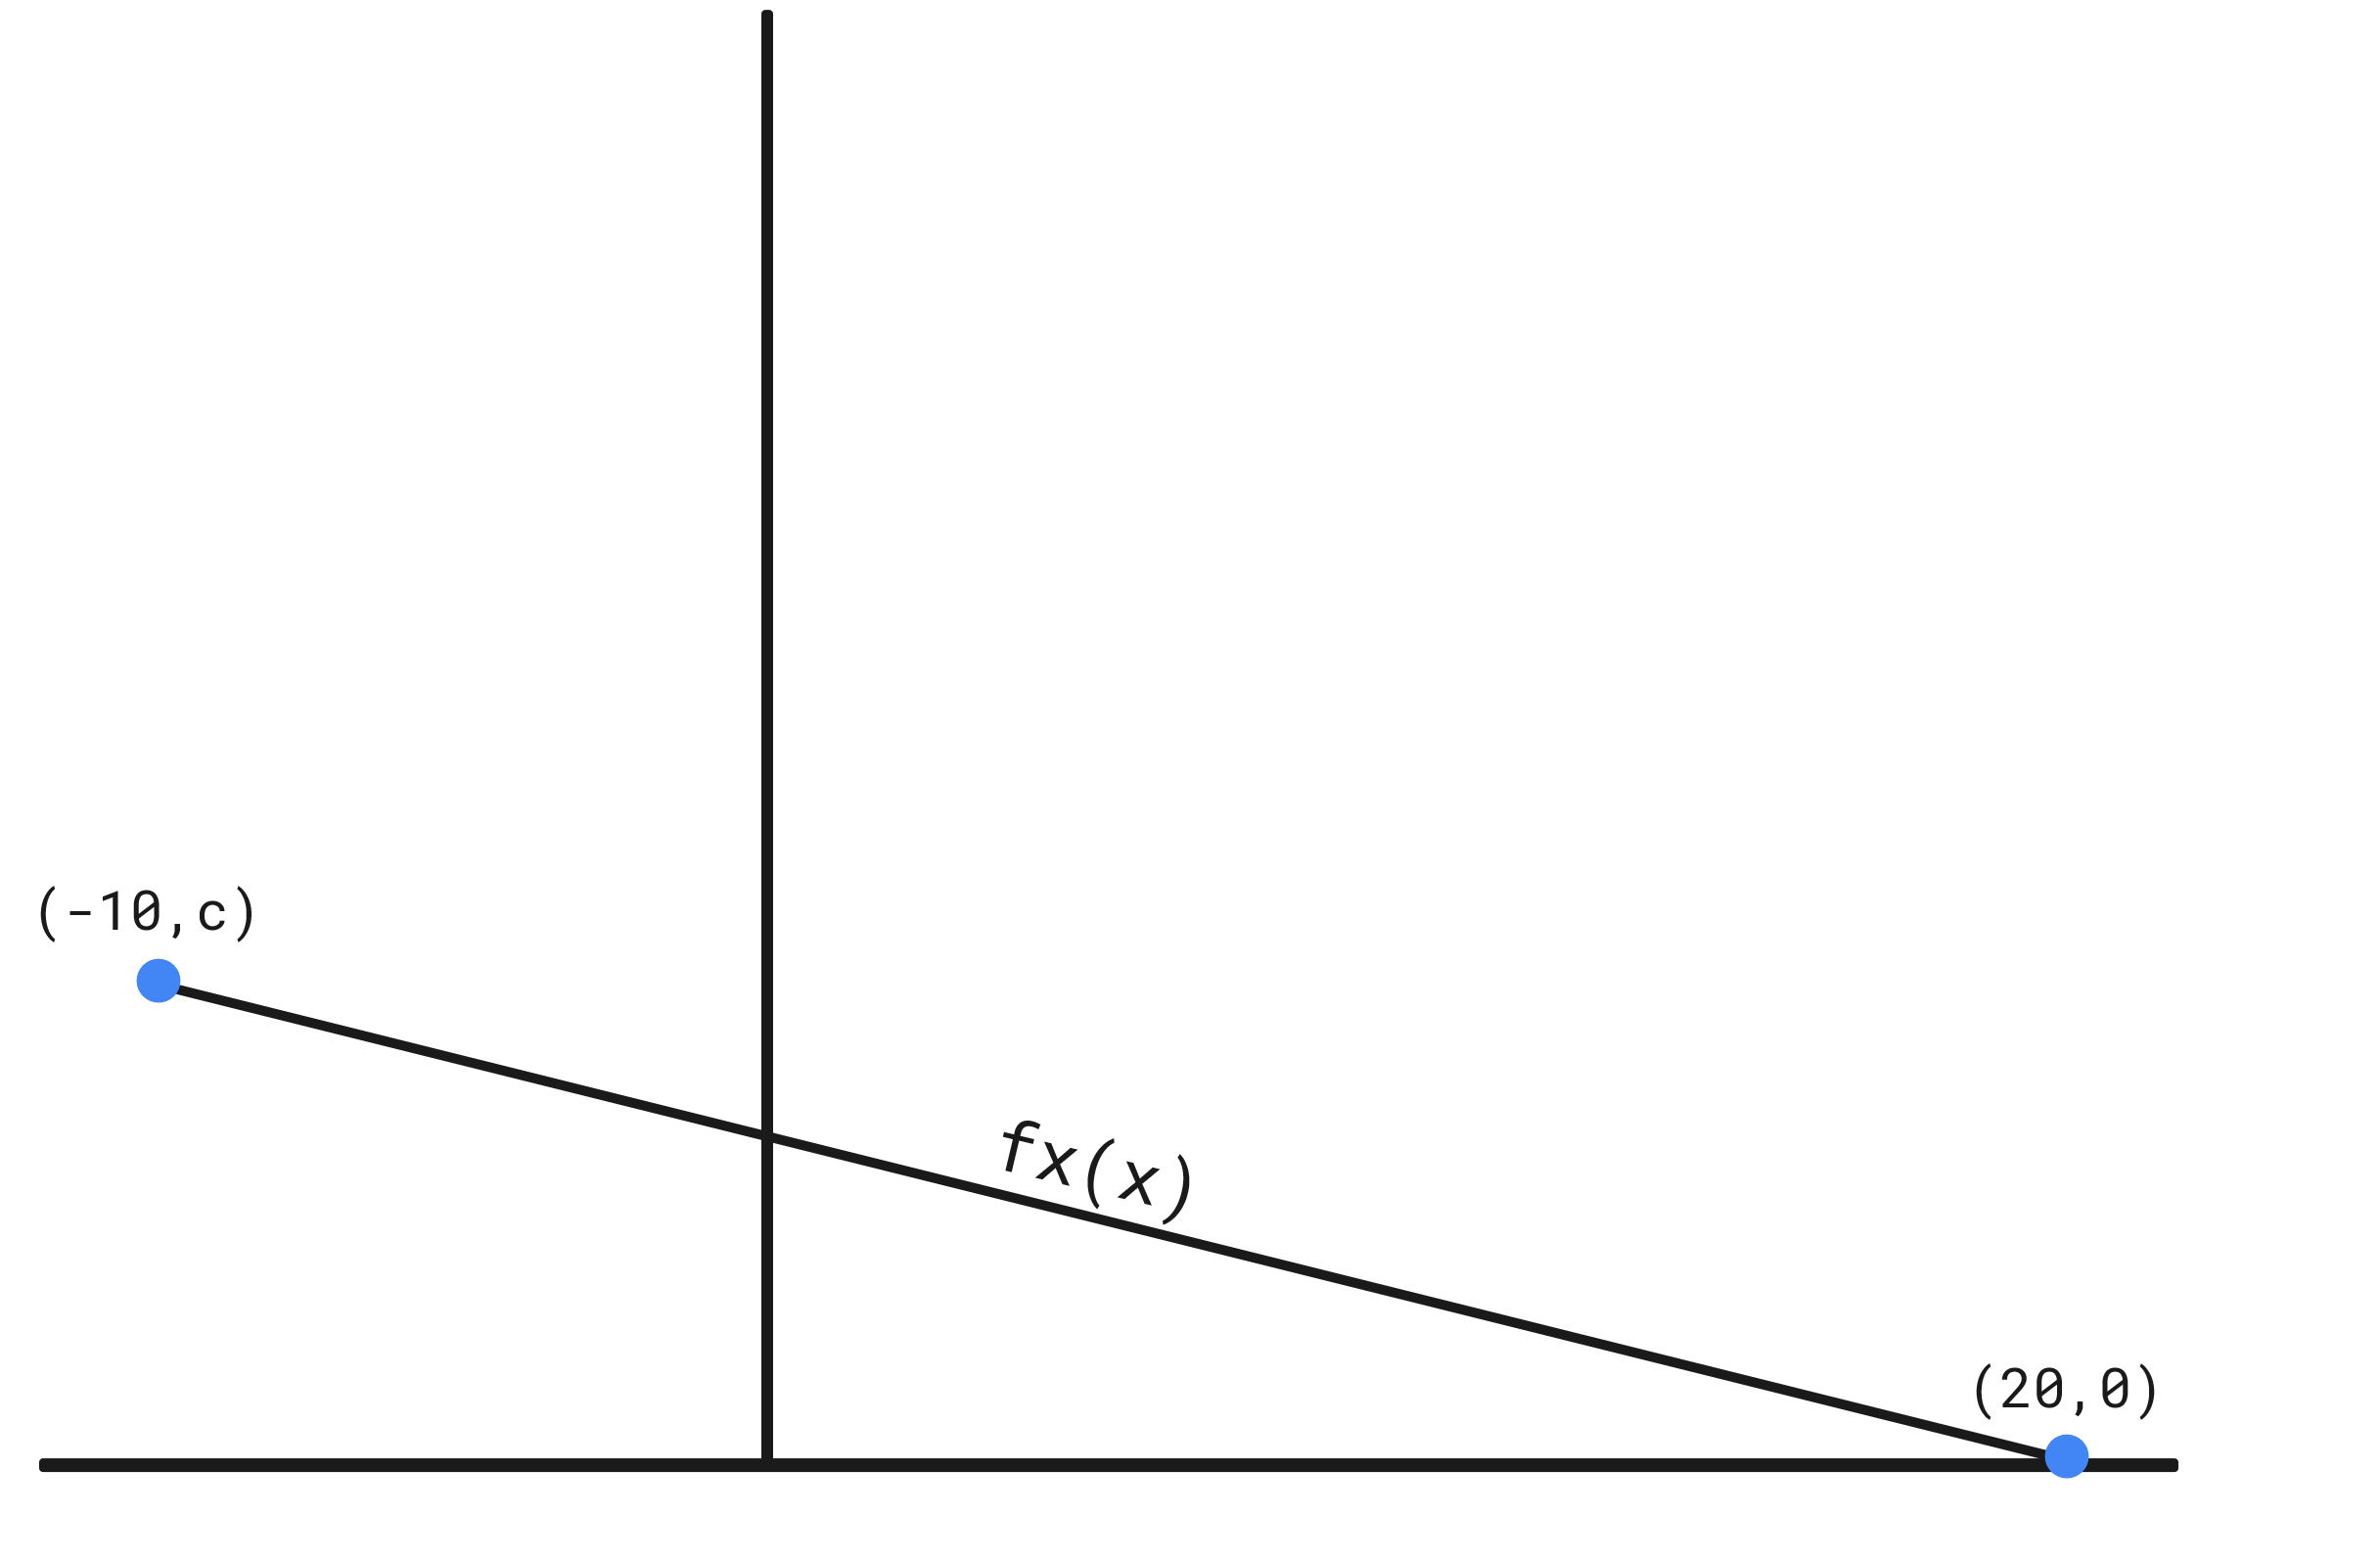 (-10,c)
fx(x)
(20,0)